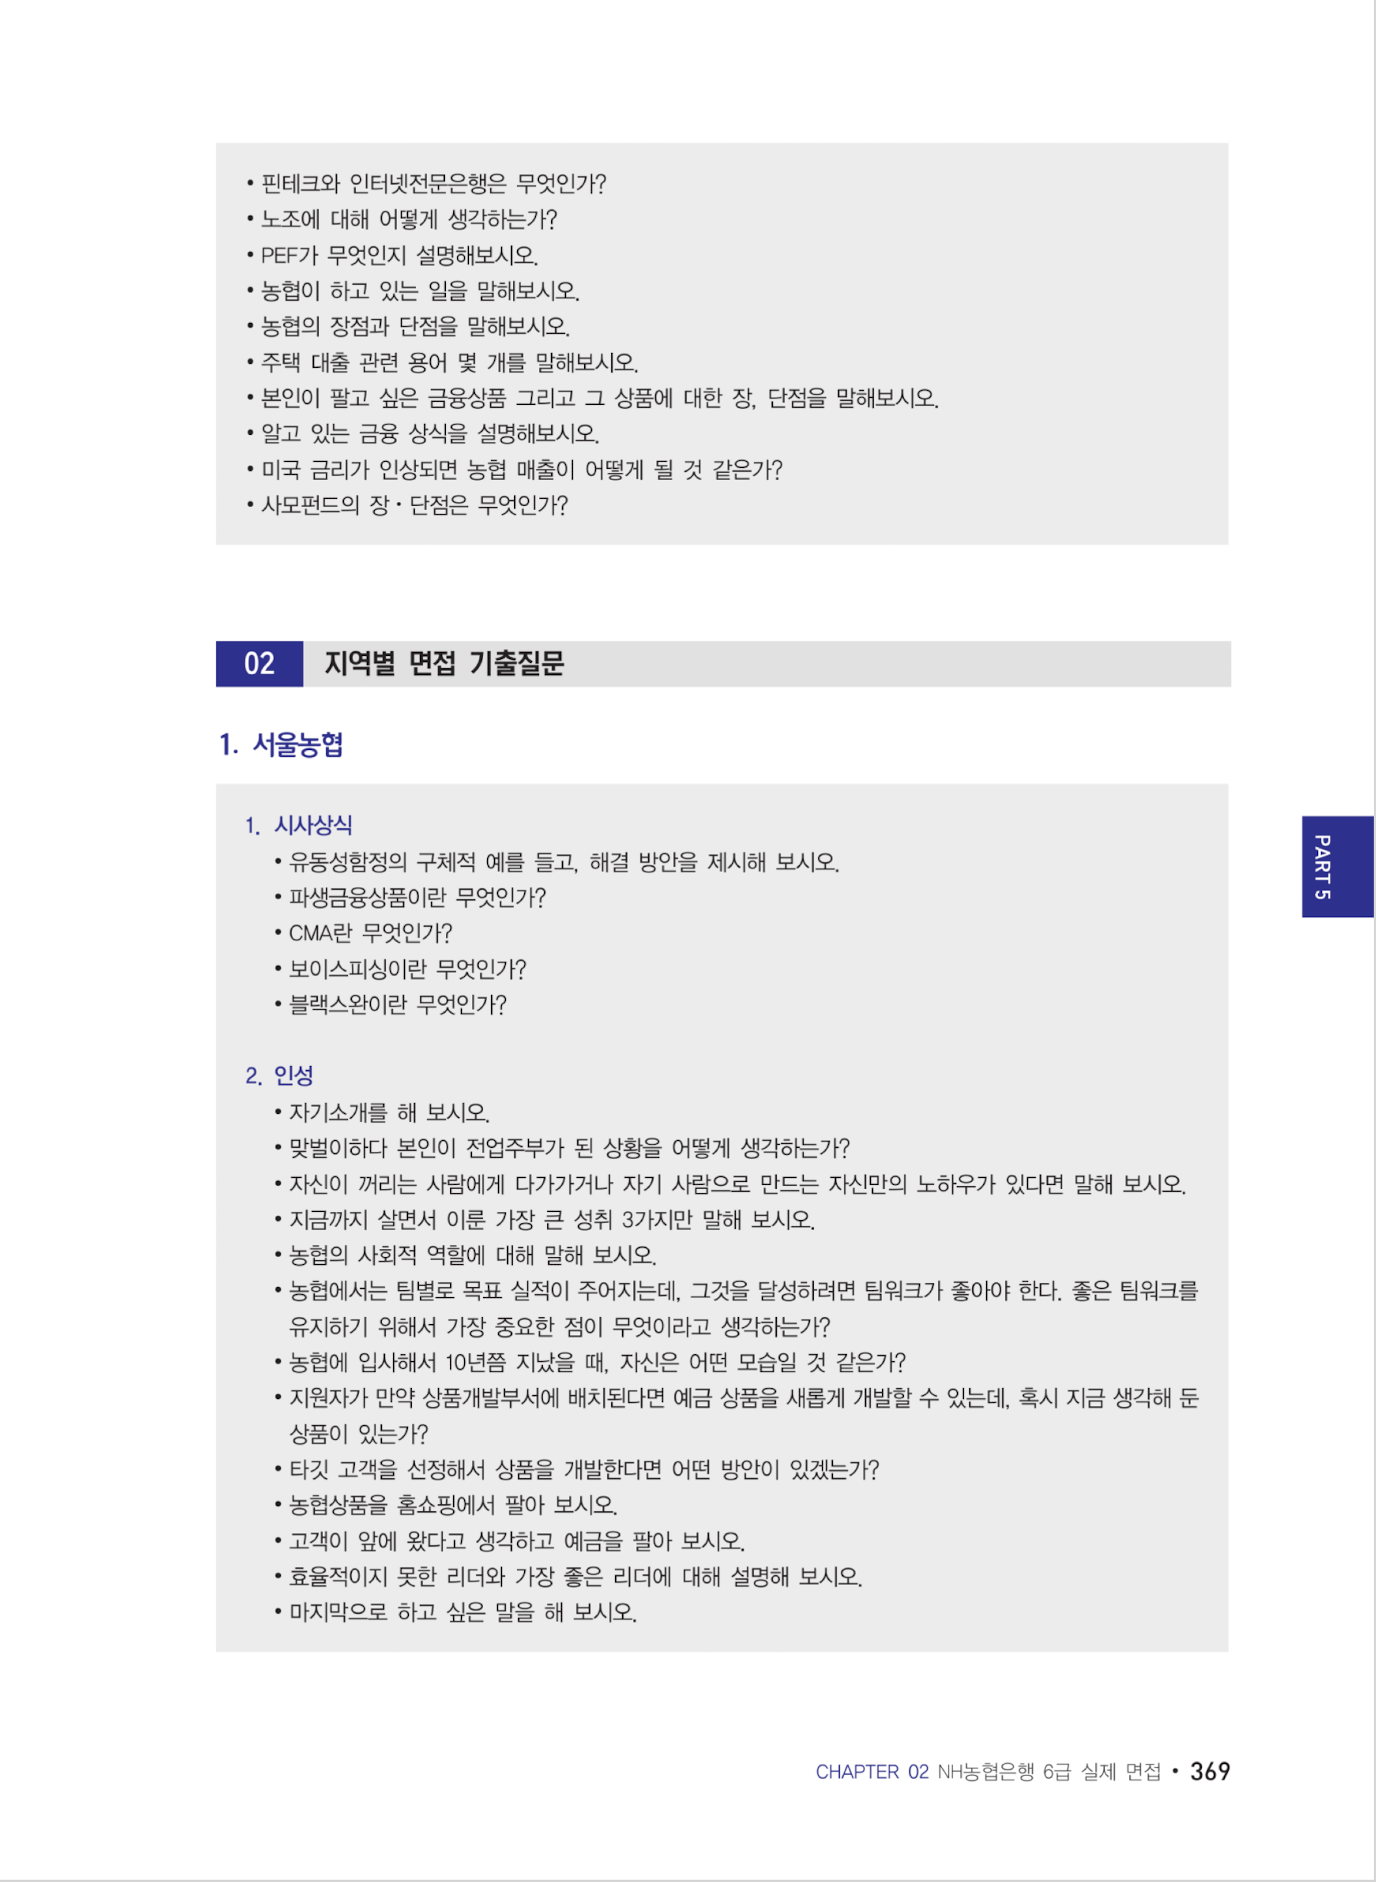 • 핀테크와 인터넷전문은행은 무엇인가?
• 노조에 대해 어떻게 생각하는가?
• PEF가 무엇인지 설명해보시오.
• 농협이 하고 있는 일을 말해보시오.
• 농협의 장점과 단점을 말해보시오.
• 주택 대출 관련 용어 몇 개를 말해보시오.
• 본인이 팔고 싶은 금융상품 그리고 그 상품에 대한 장, 단점을 말해보시오.
• 알고 있는 금융 상식을 설명해보시오.
• 미국 금리가 인상되면 농협 매출이 어떻게 될 것 같은가?
• 사모펀드의 장·단점은 무엇인가?
02 지역별 면접 기출질문
1. 서울농협
1. 시사상식
• 유동성함정의 구체적 예를 들고, 해결 방안을 제시해 보시오.
• 파생금융상품이란 무엇인가?
• CMA란 무엇인가?
• 보이스피싱이란 무엇인가?
• 블랙스완이란 무엇인가?
2. 인성
• 자기소개를 해 보시오.
• 맞벌이하다 본인이 전업주부가 된 상황을 어떻게 생각하는가?
• 자신이 꺼리는 사람에게 다가가거나 자기 사람으로 만드는 자신만의 노하우가 있다면 말해 보시오.
• 지금까지 살면서 이룬 가장 큰 성취 3가지만 말해 보시오.
• 농협의 사회적 역할에 대해 말해 보시오.
• 농협에서는 팀별로 목표 실적이 주어지는데, 그것을 달성하려면 팀워크가 좋아야 한다. 좋은 팀워크를
유지하기 위해서 가장 중요한 점이 무엇이라고 생각하는가?
• 농협에 입사해서 10년쯤 지났을 때, 자신은 어떤 모습일 것 같은가?
• 지원자가 만약 상품개발부서에 배치된다면 예금 상품을 새롭게 개발할 수 있는데, 혹시 지금 생각해 둔
상품이 있는가?
• 타깃 고객을 선정해서 상품을 개발한다면 어떤 방안이 있겠는가?
• 농협상품을 홈쇼핑에서 팔아 보시오.
• 고객이 앞에 왔다고 생각하고 예금을 팔아 보시오.
• 효율적이지 못한 리더와 가장 좋은 리더에 대해 설명해 보시오.
• 마지막으로 하고 싶은 말을 해 보시오.
PART 5
CHAPTER 02 NH농협은행 6급 실제 면접 • 369